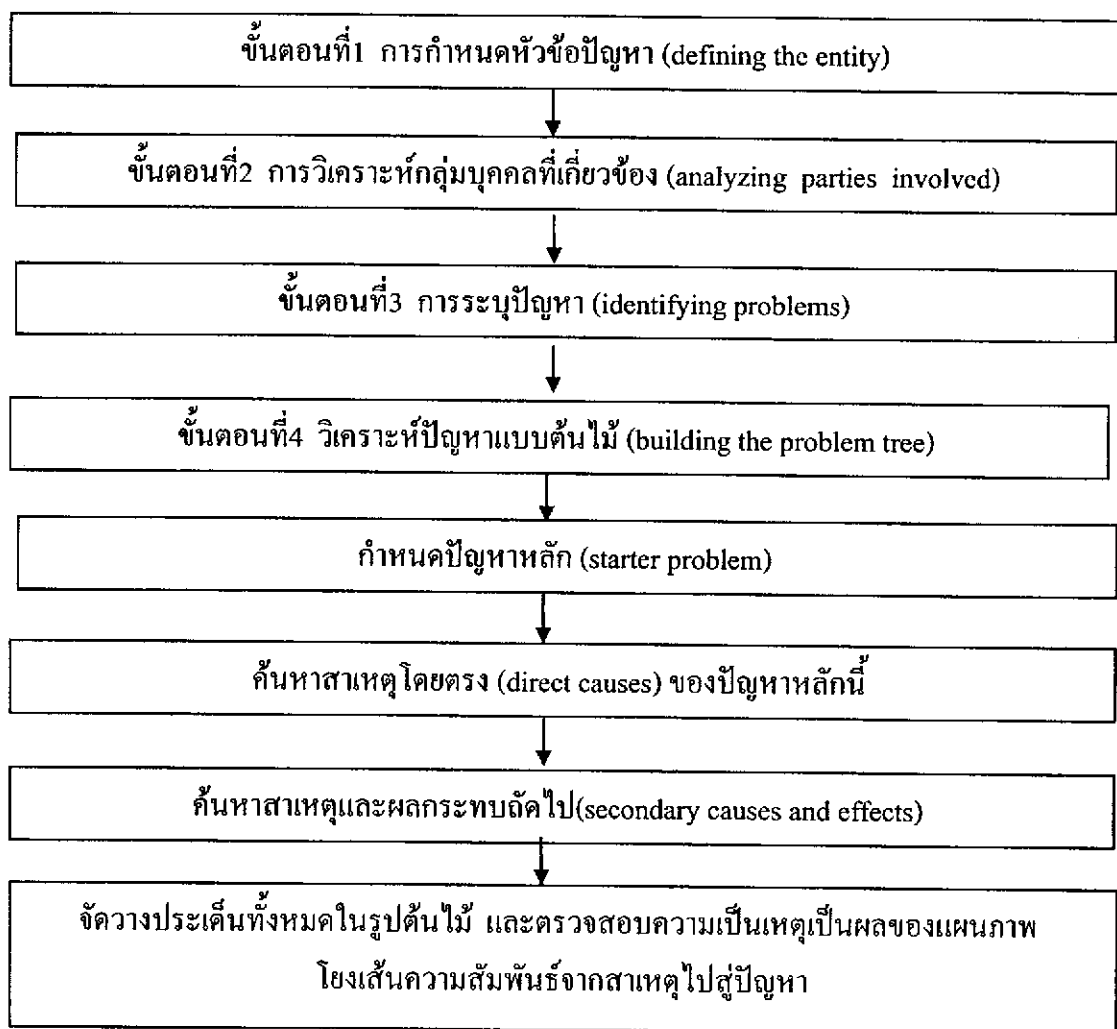 ขั้นตอนที่1 การกำหนดหัวข้อปัญหา (defining the entity)
ขั้นตอนที่2 การวิเคราะห์กลุ่มบุคคลที่เกี่ยวข้อง (analyzing parties involved)
ขั้นตอนที่3 การระบุปัญหา (identifying problems)
ขั้นตอนที่4 วิเคราะห์ปัญหาแบบต้นไม้ (building the problem tree)
กำหนดปัญหาหลัก (starter problem)
ค้นหาสาเหตุโดยตรง (direct causes) ของปัญหาหลักนี้
ค้นหาสาเหตุและผลกระทบถัดไป(secondary causes and effects)
จัดวางประเด็นทั้งหมดในรูปต้นไม้ และตรวจสอบความเป็นเหตุเป็นผลของแผนภาพ
โยงเส้นความสัมพันธ์จากสาเหตุไปสู่ปัญหา